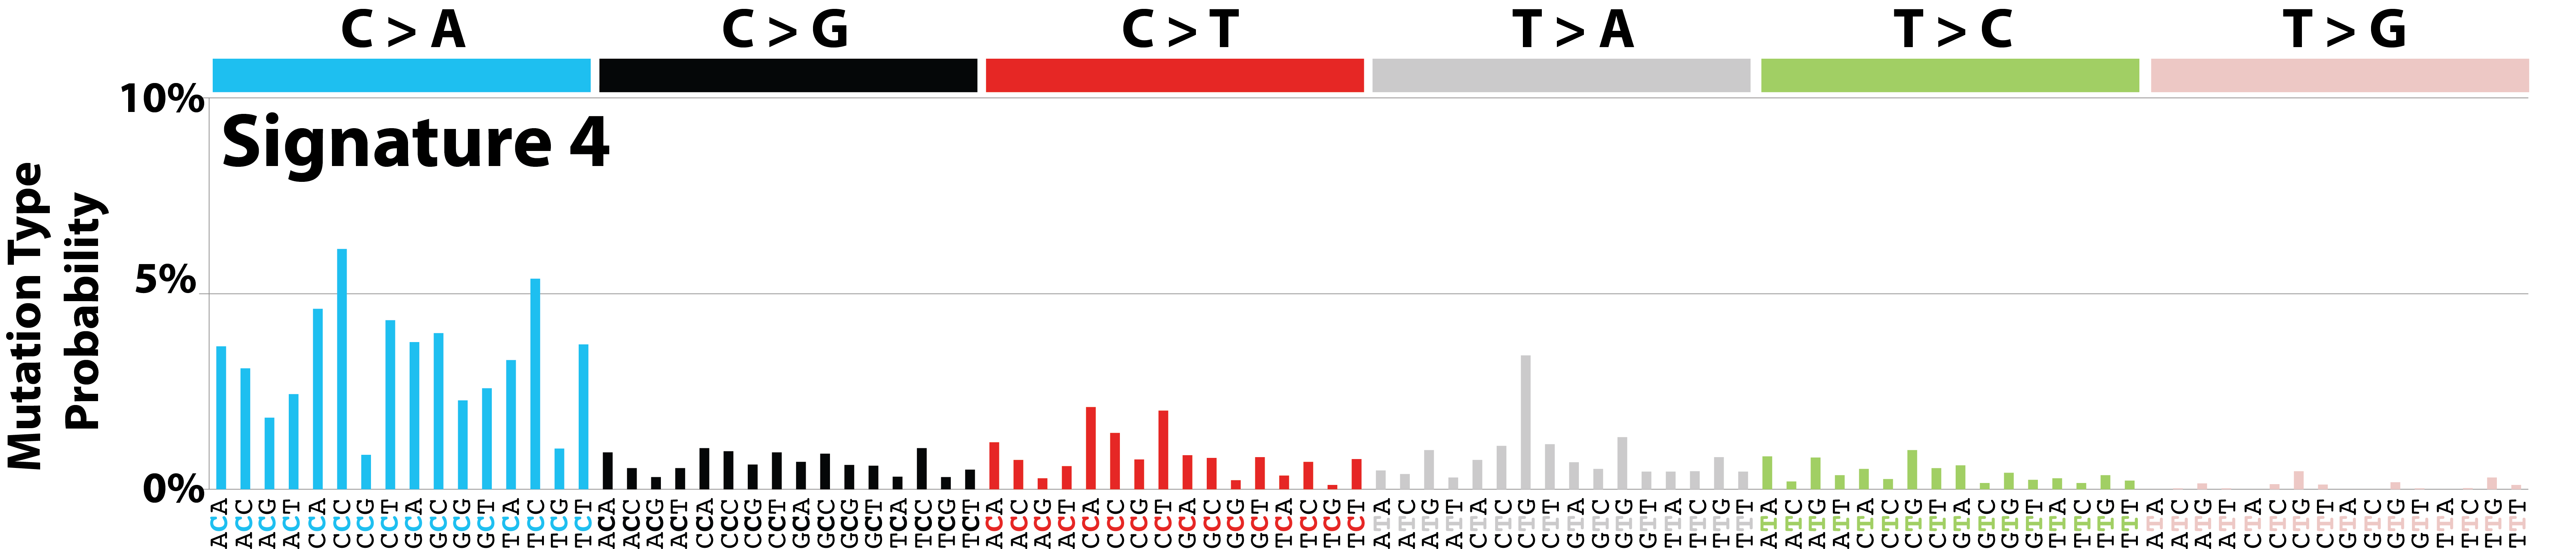 C > A C > G C > T T > A T > C T > G
10%
Signature 4
5%
0%
Mutation Type
Probability
ACA ACC ACG ACT CCA CCC CCG CCT GCA GCC GCG GCT TCA TCC TCG TCT ACA ACC ACG ACT CCA CCC CCG CCT GCA GCC GCG GCT TCA TCC TCG TCT ACA ACC ACG ACT CCA CCC CCG CCT GCA GCC GCG GCT TCA TCC TCG TCT ATA ATC ATG ATT CTA CTC CTG CTT GTA GTC GTG GTT TTA TTC TTG TTT ATA ATC ATG ATT CTA CTC CTG CTT GTA GTC GTG GTT TTA TTC TTG TTT ATA ATC ATG ATT CTA CTC CTG CTT GTA GTC GTG GTT TTA TTC TTG TTT